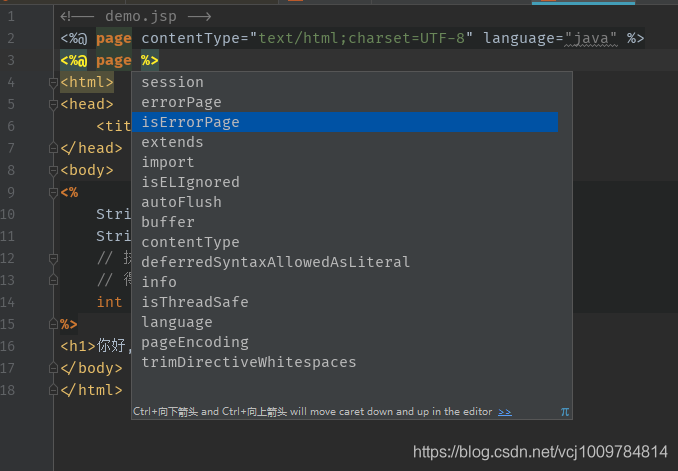 1 <!-- demo.jsp -->
2 <%@ page contentType="text/html;charset=UTF-8" language="java" %>
3 <%@ page %>
4 <html>
5 <head>
6 <tit
7 </head>
8 <body>
9 <%
10 Stri
11 Stri
12 //
13 // 得
14 int
15 %>
16 <h1>你好,
17 </body>
18 </html>
session
errorPage
isErrorPage
extends
import
isELIgnored
autoFlush
buffer
contentType
deferredSyntaxAllowedAsLiteral
info
isThreadSafe
language
pageEncoding
trimDirectiveWhitespaces
Ctrl+向下箭头 and Ctrl+向上箭头 will move caret down and up in the editor >> π
https://blog.csdn.net/vcj1009784814